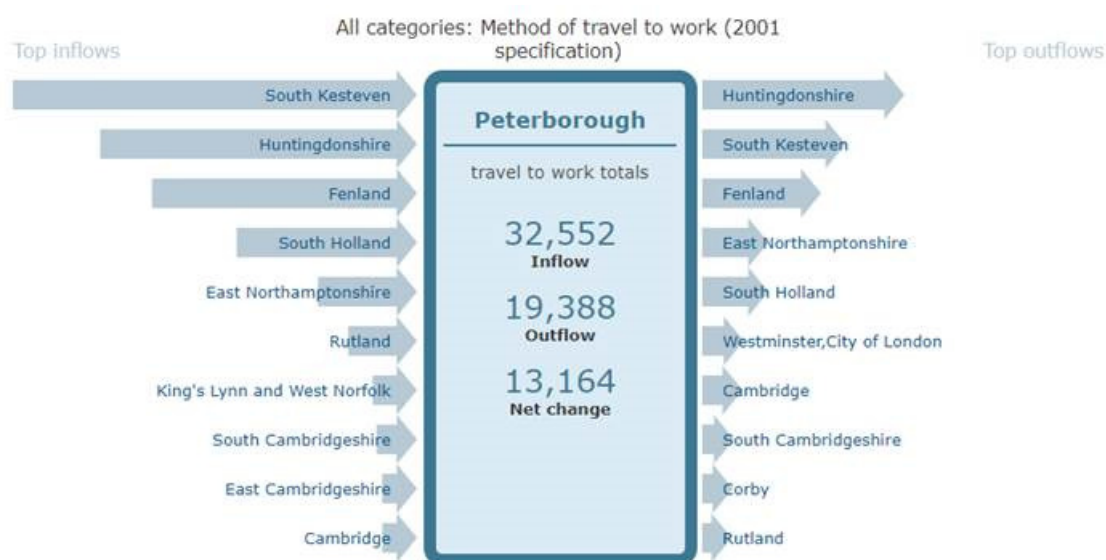 All categories: Method of travel to work (2001
specification)
Top inflows
Top outflows
South Kesteven
Huntingdonshire
Fenland
South Holland
East Northamptonshire
Rutland
King's Lynn and West Norfolk
South Cambridgeshire
East Cambridgeshire
Cambridge
Peterborough
travel to work totals
32,552
Inflow
19,388
Outflow
13,164
Net change
Huntingdonshire
South Kesteven
Fenland
East Northamptonshire
South Holland
Westminster,City of London
Cambridge
South Cambridgeshire
Corby
Rutland